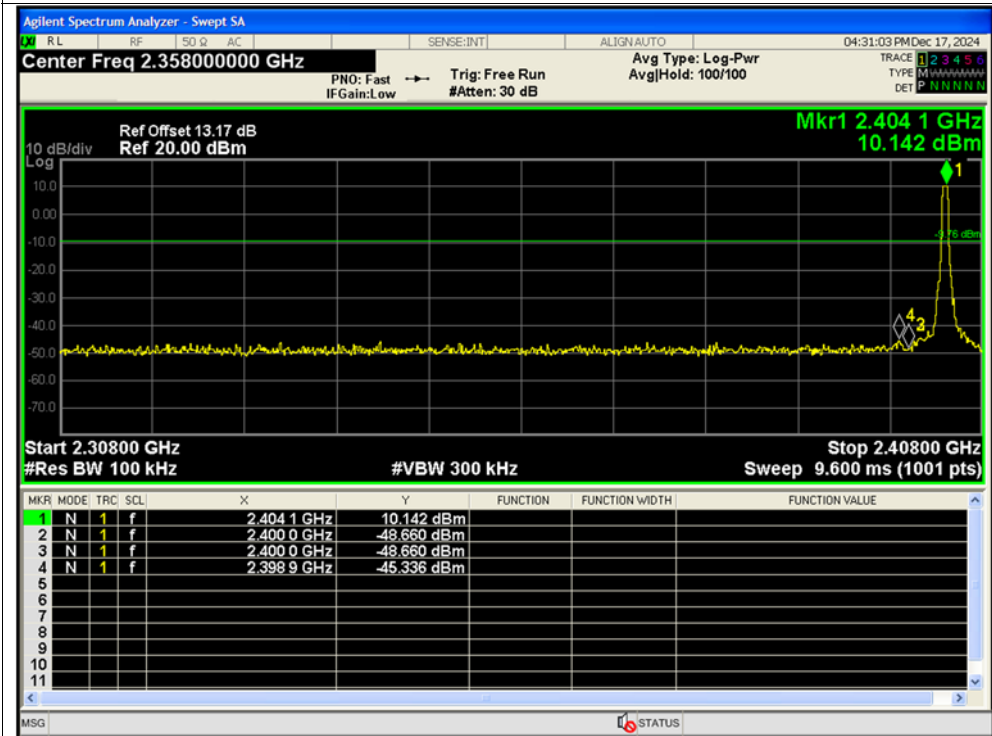 Agilent Spectrum Analyzer - Swept SA
RL RF 50 Ω AC SENSE:INT ALIGNAUTO 04:31:03 PM Dec 17, 2024
Center Freq 2.358000000 GHz
PNO: Fast
IFGain:Low
Trig: Free Run
#Atten: 30 dB
Avg Type: Log-Pwr
Avg|Hold: 100/100
TRACE 1 2 3 4 5 6
TYPE M
DET P N N N N N
Ref Offset 13.17 dB
10 dB/div Ref 20.00 dBm
Log
Mkr1 2.404 1 GHz
10.142 dBm
1
10.0
0.00
-9.76 dBm
-10.0
-20.0
-30.0
-40.0
4 3
-50.0
-60.0
-70.0
Start 2.30800 GHz Stop 2.40800 GHz
#Res BW 100 kHz #VBW 300 kHz Sweep 9.600 ms (1001 pts)
MKR MODE TRC SCL X Y FUNCTION FUNCTION WIDTH FUNCTION VALUE
1 N 1 f 2.404 1 GHz 10.142 dBm
2 N 1 f 2.400 0 GHz -48.660 dBm
3 N 1 f 2.400 0 GHz -48.660 dBm
4 N 1 f 2.398 9 GHz -45.336 dBm
5
6
7
8
9
10
11
MSG STATUS